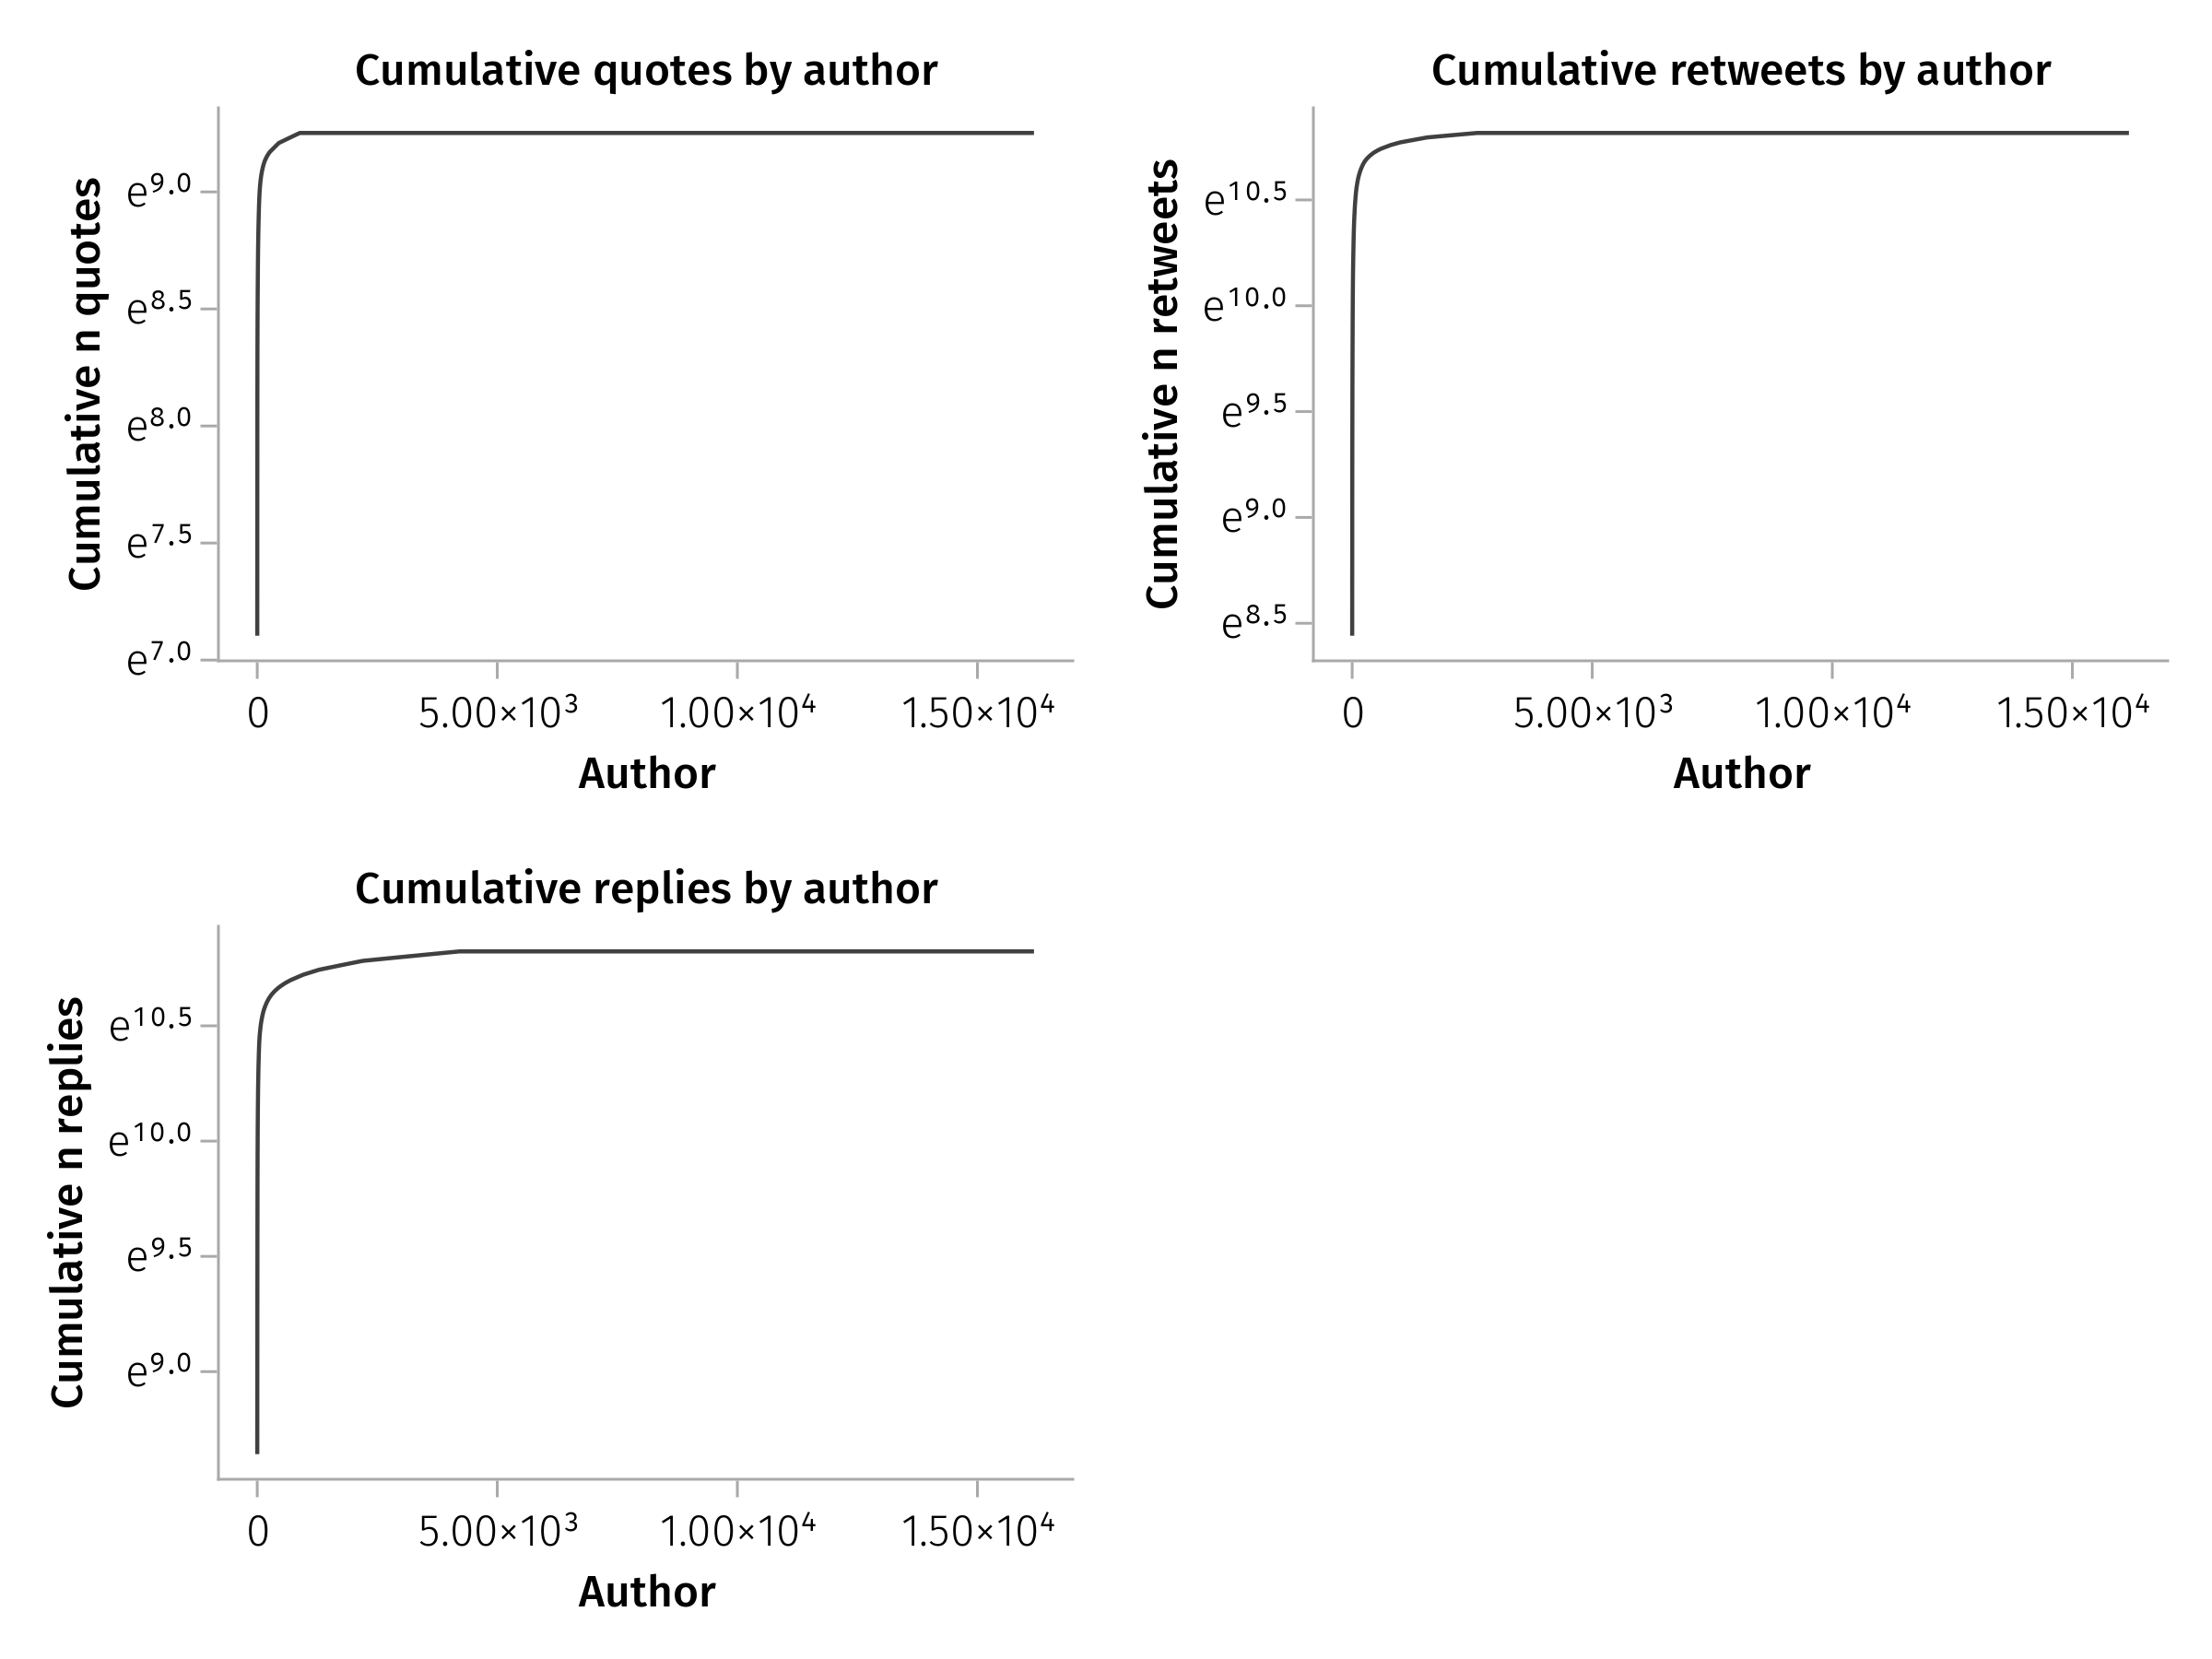 Cumulative quotes by author
Cumulative n quotes
e⁹·⁰
e⁸·⁵
e⁸·⁰
e⁷·⁵
e⁷·⁰
0 5.00×10³ 1.00×10⁴ 1.50×10⁴
Author
Cumulative retweets by author
Cumulative n retweets
e¹⁰·⁵
e¹⁰·⁰
e⁹·⁵
e⁹·⁰
e⁸·⁵
0 5.00×10³ 1.00×10⁴ 1.50×10⁴
Author
Cumulative replies by author
Cumulative n replies
e¹⁰·⁵
e¹⁰·⁰
e⁹·⁵
e⁹·⁰
0 5.00×10³ 1.00×10⁴ 1.50×10⁴
Author